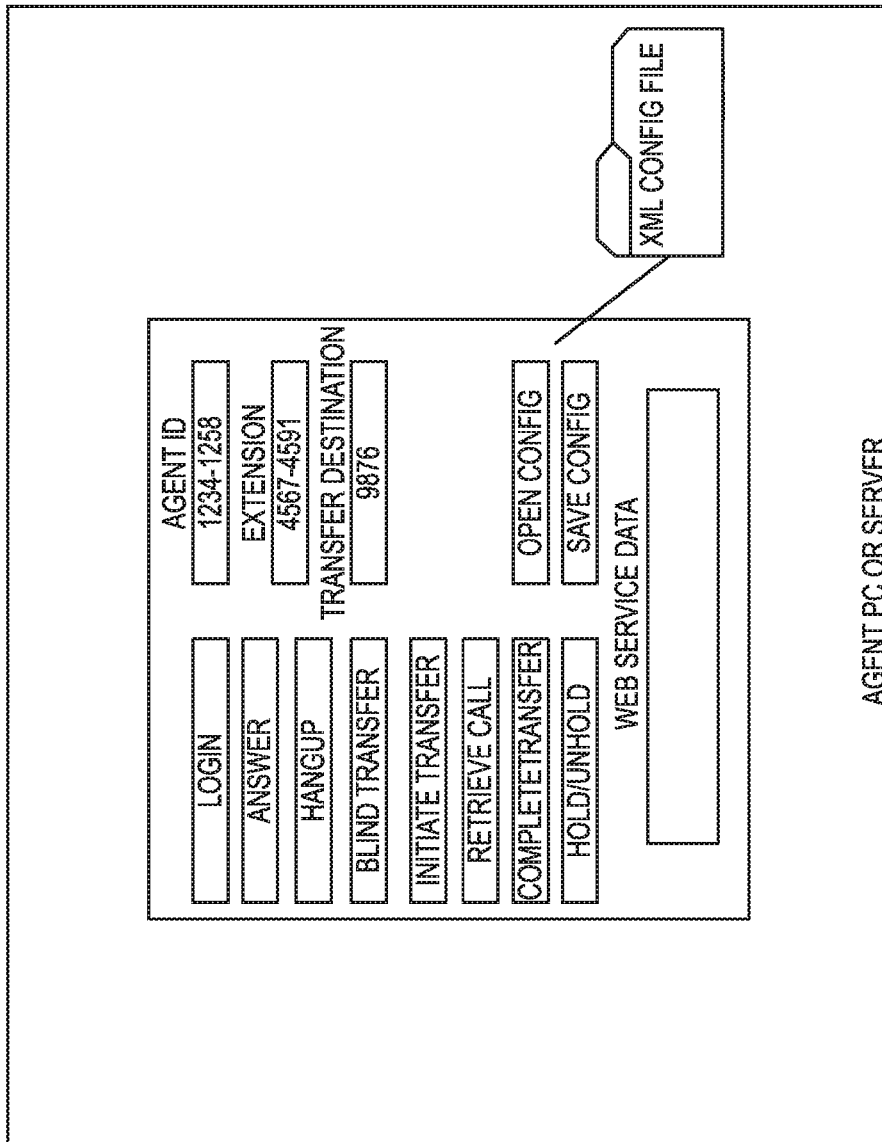 LOGIN
ANSWER
HANGUP
BLIND TRANSFER
INITIATE TRANSFER
RETRIEVE CALL
COMPLETETRANSFER
HOLD/UNHOLD
AGENT ID
1234-1258
EXTENSION
4567-4591
TRANSFER DESTINATION
9876
OPEN CONFIG
SAVE CONFIG
WEB SERVICE DATA
XML CONFIG FILE
AGENT PC OR SERVER